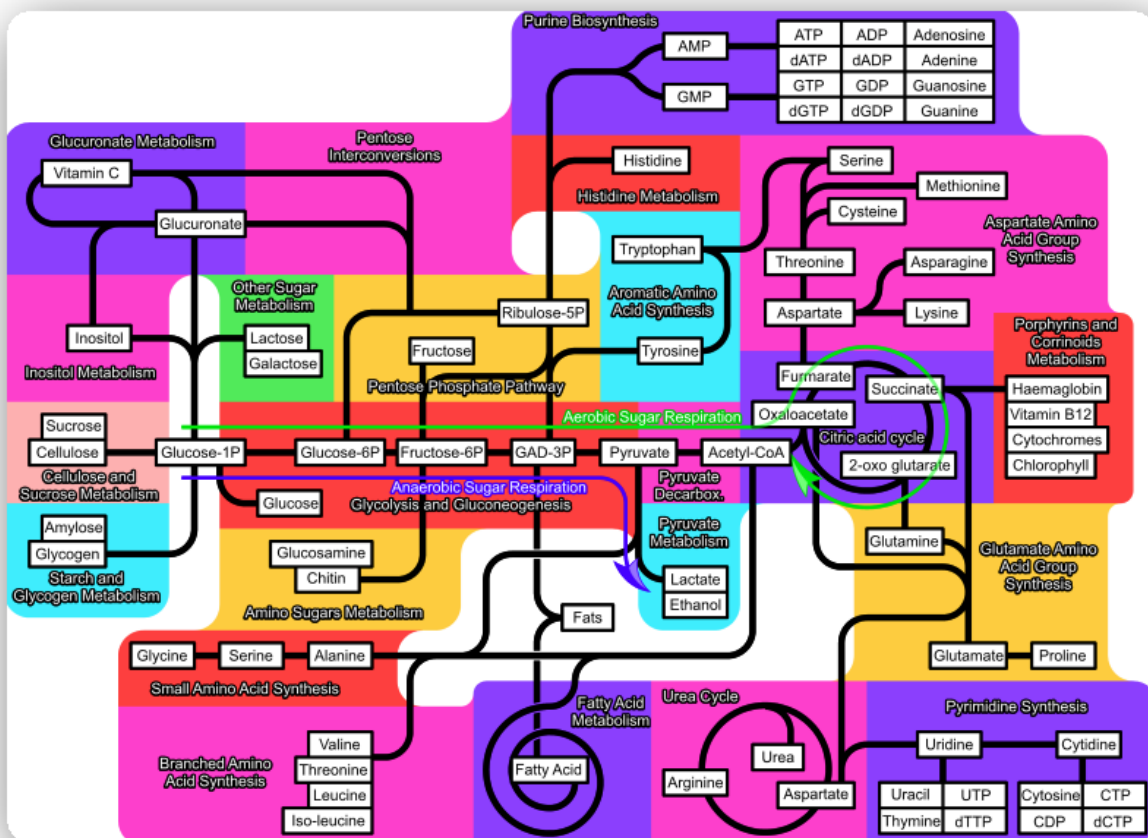 Purine Biosynthesis
AMP
ATP
ADP
Adenosine
dATP
dADP
Adenine
GMP
GTP
GDP
Guanosine
dGTP
dGDP
Guanine
Glucuronate Metabolism
Pentose
Interconversions
Vitamin C
Glucuronate
Histidine
Histidine Metabolism
Serine
Methionine
Cysteine
Aspartate Amino
Acid Group
Synthesis
Tryptophan
Threonine
Asparagine
Aspartate
Lysine
Other Sugar
Metabolism
Aromatic Amino
Acid Synthesis
Inositol
Inositol Metabolism
Lactose
Galactose
Ribulose-5P
Fructose
Pentose Phosphate Pathway
Tyrosine
Porphyrins and
Corrinoids
Metabolism
Furmarate
Succinate
Haemaglobin
Vitamin B12
Cytochromes
Chlorophyll
Oxaloacetate
Citric acid cycle
2-oxo glutarate
Sucrose
Cellulose
Cellulose and
Sucrose Metabolism
Aerobic Sugar Respiration
Glucose-1P
Glucose-6P
Fructose-6P
GAD-3P
Pyruvate
Acetyl-CoA
Anaerobic Sugar Respiration
Glycolysis and Gluconeogenesis
Pyruvate
Decarbox.
Glucose
Amylose
Glycogen
Starch and
Glycogen Metabolism
Glucosamine
Chitin
Amino Sugars Metabolism
Pyruvate
Metabolism
Lactate
Ethanol
Glutamine
Glutamate Amino
Acid Group
Synthesis
Fats
Glycine
Serine
Alanine
Small Amino Acid Synthesis
Glutamate
Proline
Fatty Acid
Metabolism
Urea Cycle
Pyrimidine Synthesis
Valine
Threonine
Leucine
Iso-leucine
Branched Amino
Acid Synthesis
Fatty Acid
Arginine
Urea
Aspartate
Uridine
Cytidine
Uracil
UTP
Thymine
dTTP
Cytosine
CTP
CDP
dCTP